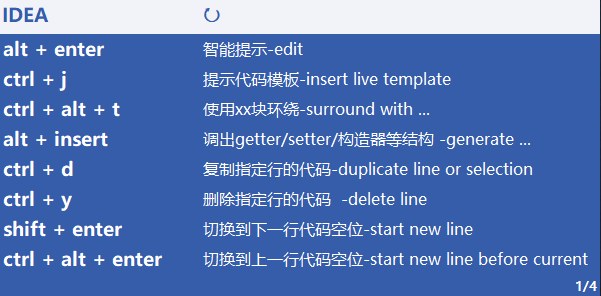 IDEA
alt + enter 智能提示-edit
ctrl + j 提示代码模板-insert live template
ctrl + alt + t 使用xx块环绕-surround with ...
alt + insert 调出getter/setter/构造器等结构 -generate ...
ctrl + d 复制指定行的代码-duplicate line or selection
ctrl + y 删除指定行的代码 -delete line
shift + enter 切换到下一行代码空位-start new line
ctrl + alt + enter 切换到上一行代码空位-start new line before current
1/4